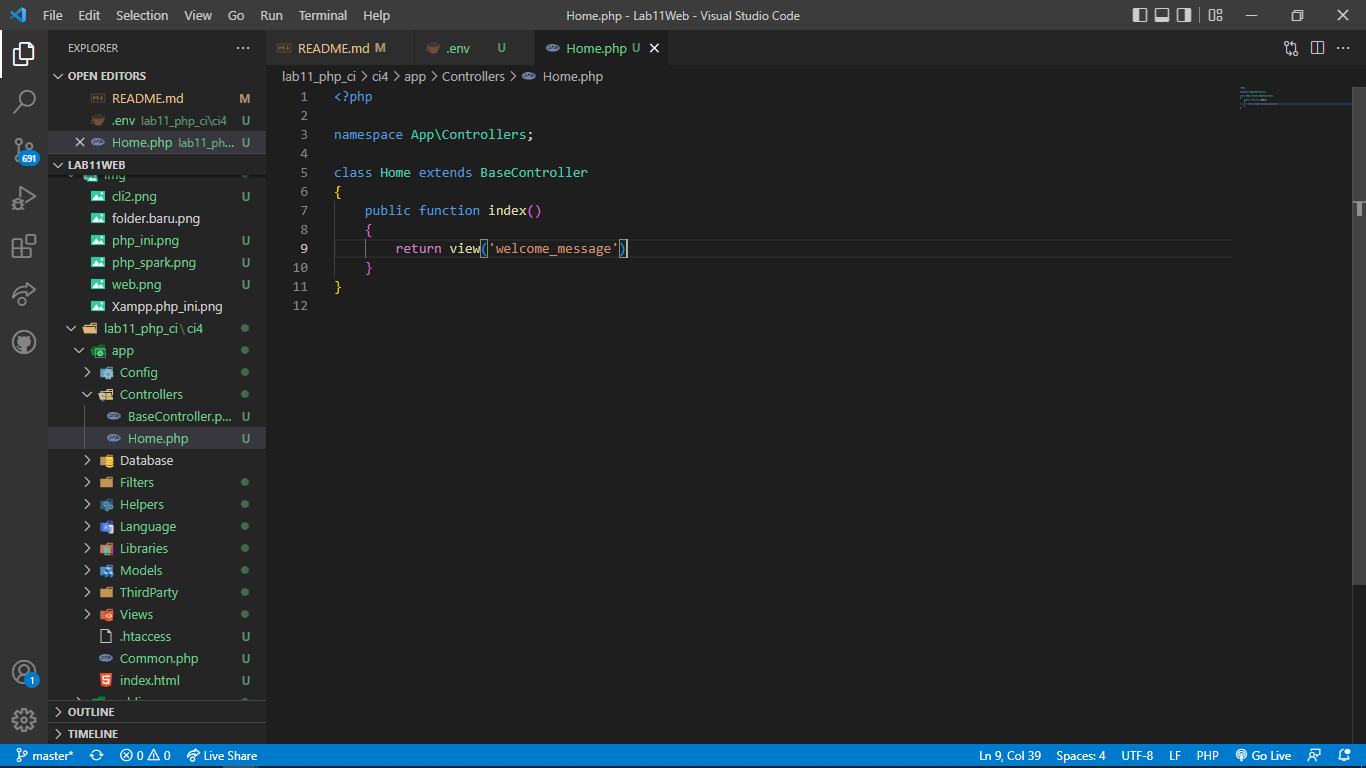 File Edit Selection View Go Run Terminal Help
Home.php - Lab11Web - Visual Studio Code
EXPLORER
OPEN EDITORS
README.md M
.env lab11_php_ci\ci4 U
Home.php lab11_ph... U
LAB11WEB
img
cli2.png U
folder.baru.png
php_ini.png U
php_spark.png U
web.png U
Xampp.php_ini.png
lab11_php_ci\ci4
app
Config
Controllers
BaseController.p... U
Home.php U
Database
Filters
Helpers
Language
Libraries
Models
ThirdParty
Views
.htaccess U
Common.php U
index.html U
OUTLINE
TIMELINE
691
1
README.md M
.env U
Home.php U
lab11_php_ci > ci4 > app > Controllers > Home.php
1 <?php
2
3 namespace App\Controllers;
4
5 class Home extends BaseController
6 {
7 public function index()
8 {
9 return view('welcome_message')
10 }
11 }
12
master* 0 0 Live Share
Ln 9, Col 39 Spaces: 4 UTF-8 LF PHP Go Live